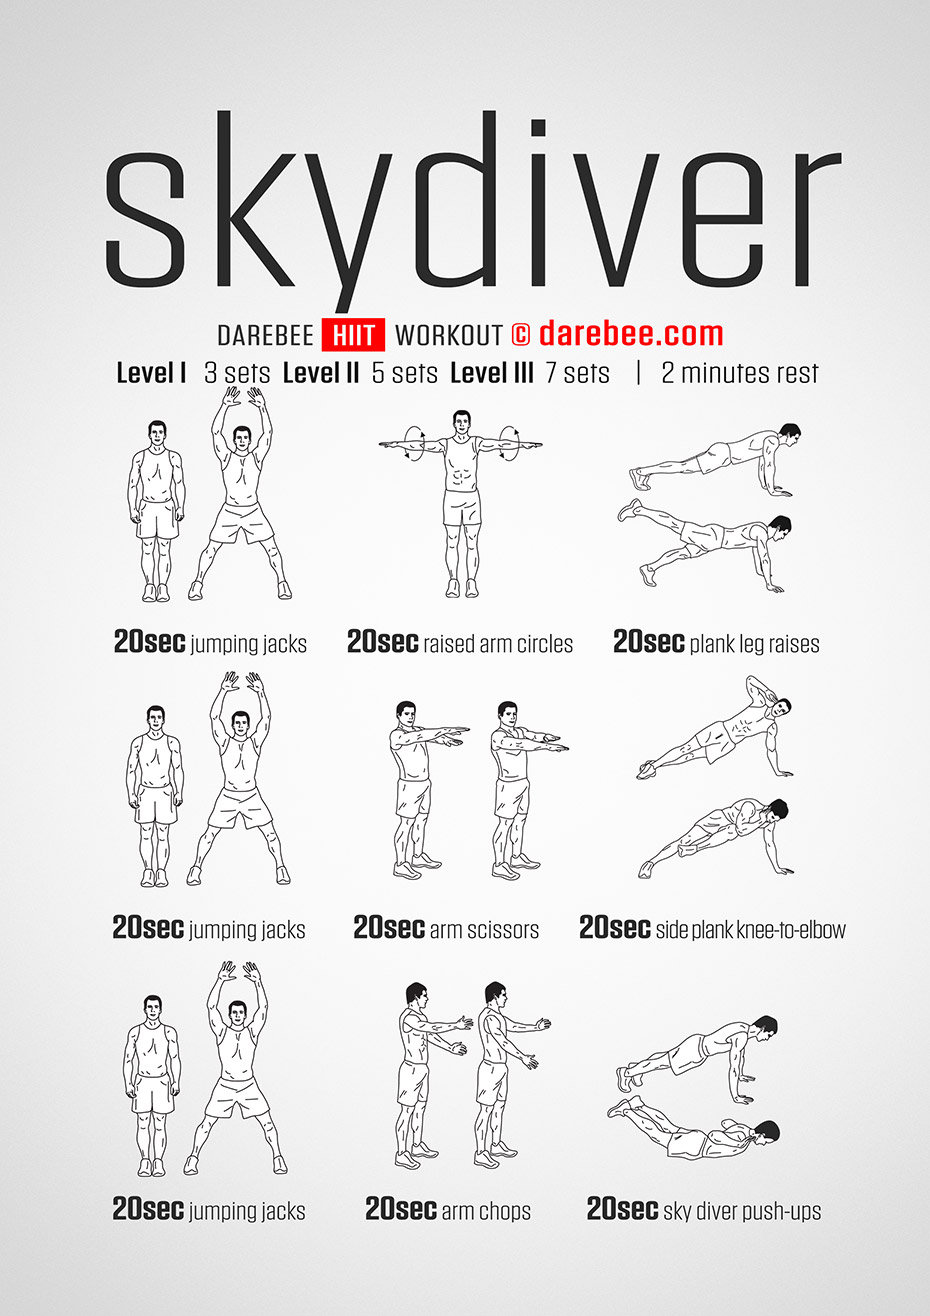 skydiver
DAREBEE HIIT WORKOUT © darebee.com
Level I 3 sets Level II 5 sets Level III 7 sets | 2 minutes rest
20sec jumping jacks
20sec raised arm circles
20sec plank leg raises
20sec jumping jacks
20sec arm scissors
20sec side plank knee-to-elbow
20sec jumping jacks
20sec arm chops
20sec sky diver push-ups